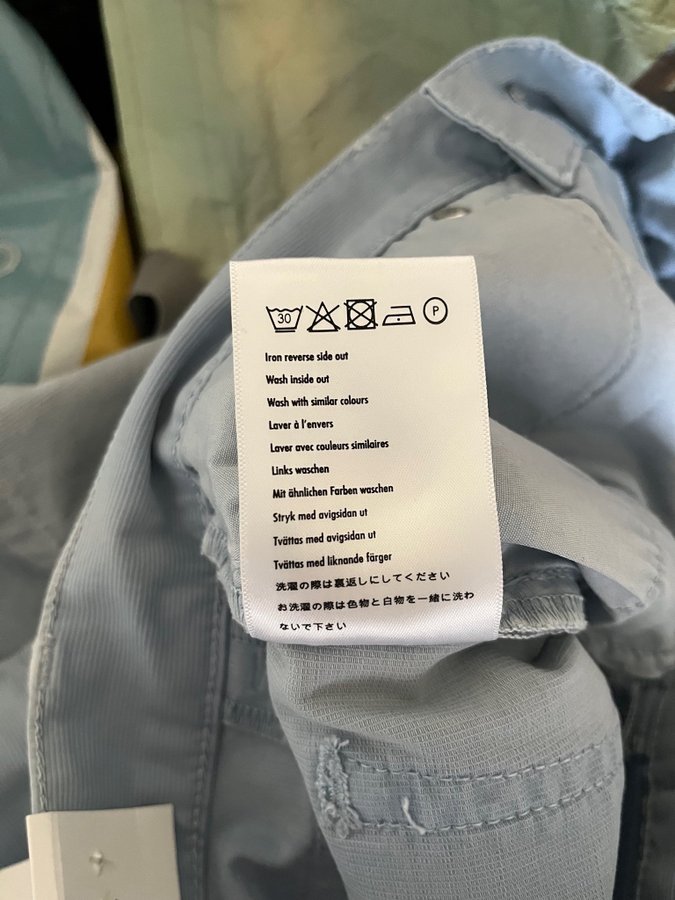 30 P
Iron reverse side out
Wash inside out
Wash with similar colours
Laver à l'envers
Laver avec couleurs similaires
Links waschen
Mit ähnlichen Farben waschen
Stryk med avigsidan ut
Tvättas med avigsidan ut
Tvättas med liknande färger
洗濯の際は裏返しにしてください
お洗濯の際は色物と白物を一緒に洗わ
ないで下さい